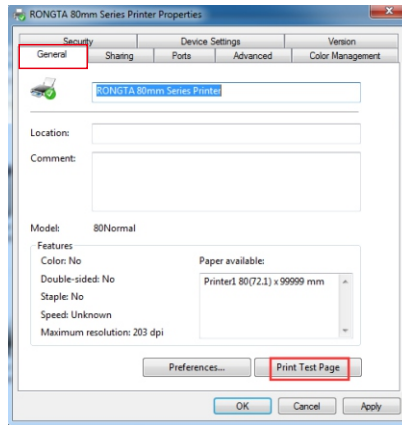 RONGTA 80mm Series Printer Properties
Security Device Settings Version
General Sharing Ports Advanced Color Management
RONGTA 80mm Series Printer
Location:
Comment:
Model: 80Normal
Features
Color: No Paper available:
Double-sided: No Printer1 80(72.1) x 99999 mm
Staple: No
Speed: Unknown
Maximum resolution: 203 dpi
Preferences... Print Test Page
OK Cancel Apply